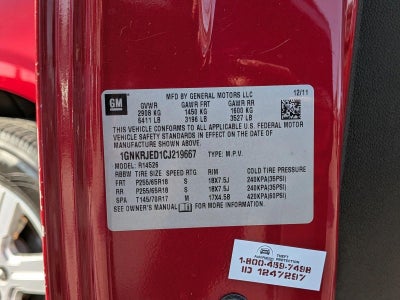 GM
MFD BY GENERAL MOTORS LLC 12/11
GVWR GAWR FRT GAWR RR
2908 KG 1450 KG 1600 KG
6411 LB 3196 LB 3527 LB
THIS VEHICLE CONFORMS TO ALL APPLICABLE U.S. FEDERAL MOTOR
VEHICLE SAFETY STANDARDS IN EFFECT ON THE DATE OF
MANUFACTURE SHOWN ABOVE.
1GNKRJED1CJ219667 TYPE: M.P.V.
MODEL: R14526
TIRE SIZE SPEED RTG RIM COLD TIRE PRESSURE
FRT P255/65R18 S 18X7.5J 240KPA(35PSI)
RR P255/65R18 S 18X7.5J 240KPA(35PSI)
SPA T145/70R17 M 17X4.5B 420KPA(60PSI)
SEE OWNER'S MANUAL FOR MORE INFORMATION.
THEFT
PROTECTION
1-800-459-7498
ID 1247297